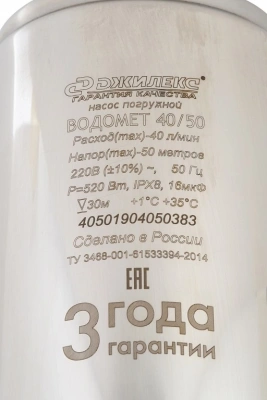 ДЖИЛЕКС®
ГАРАНТИЯ КАЧЕСТВА
насос погружной
ВОДОМЕТ 40/50
Расход(max)-40 л/мин
Напор(max)-50 метров
220В (±10%) ~, 50 Гц
P=520 Вт, IPX8, 16мкФ
30м +1°C +35°C
40501904050383
Сделано в России
ТУ 3468-001-61533394-2014
EAC
3 года
гарантии